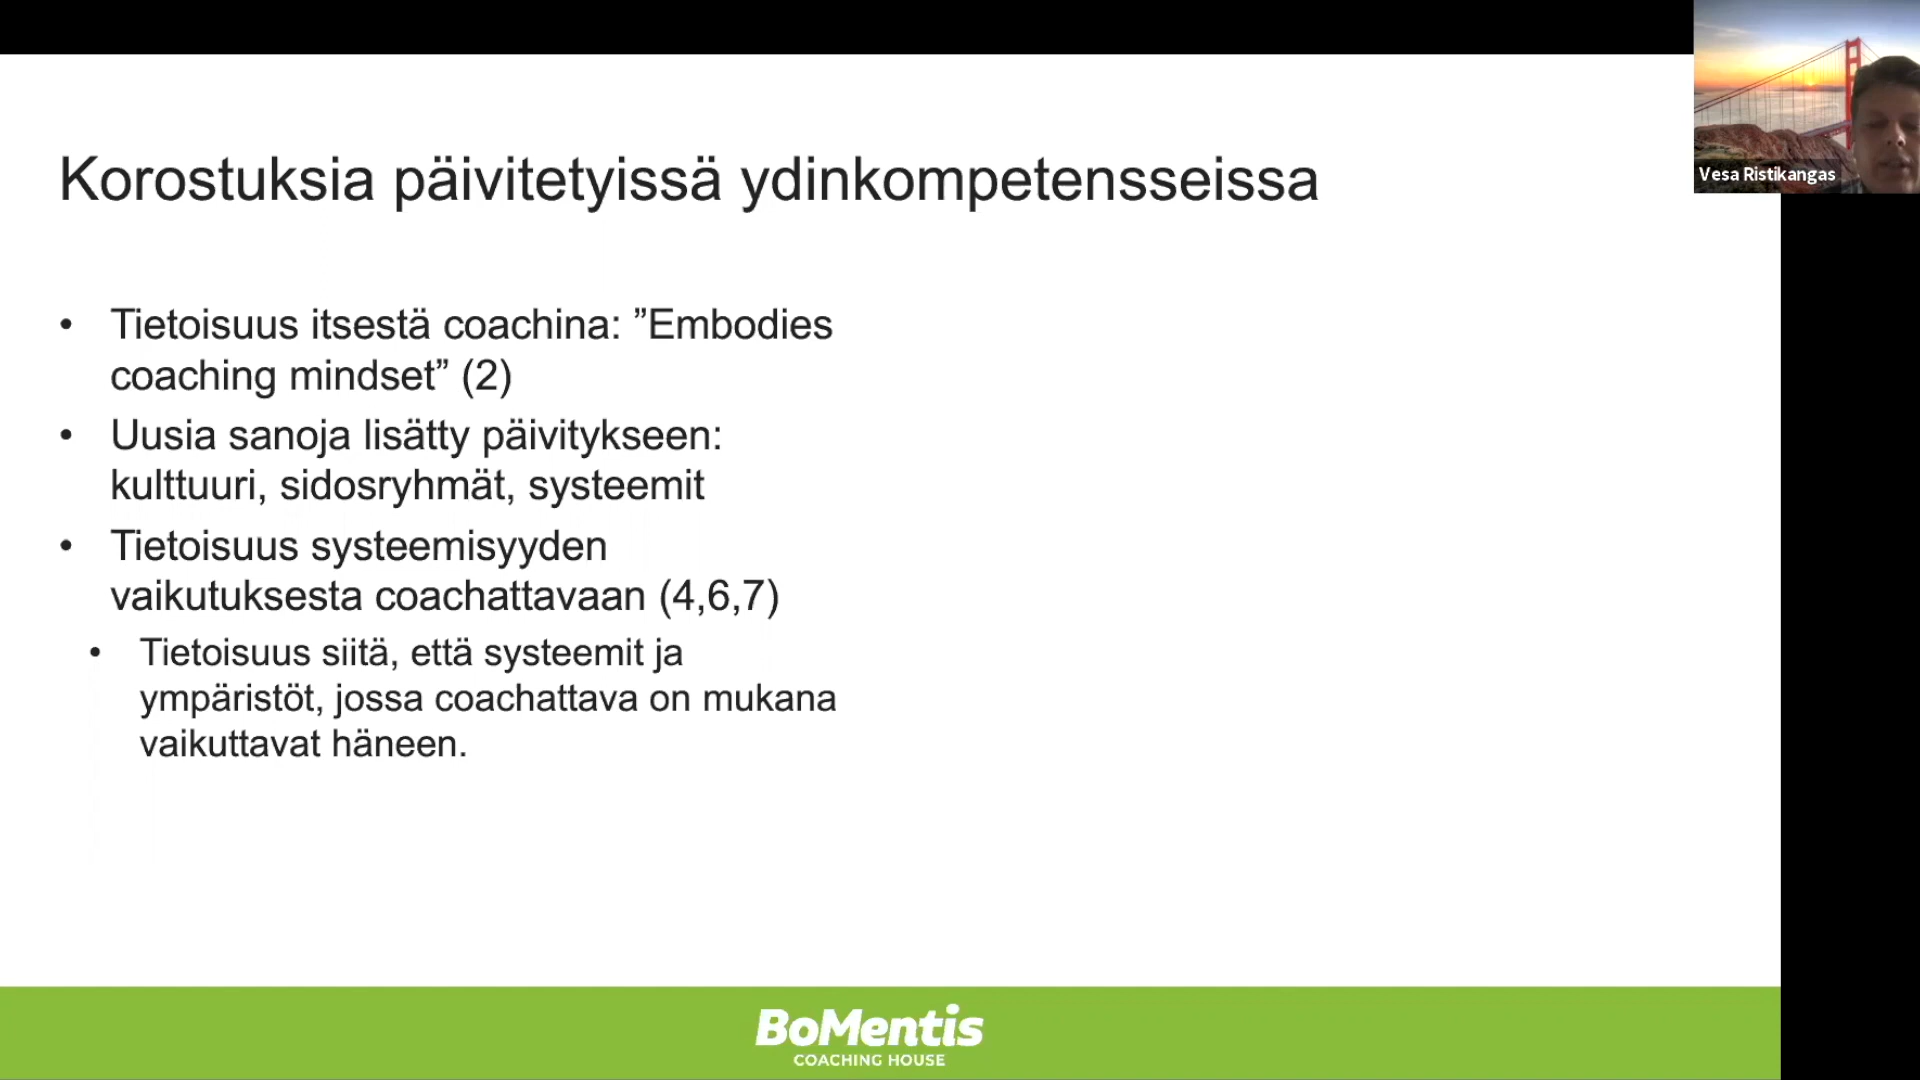 Korostuksia päivitetyissä ydinkompetensseissa
• Tietoisuus itsestä coachina: ”Embodies
coaching mindset” (2)
• Uusia sanoja lisätty päivitykseen:
kulttuuri, sidosryhmät, systeemit
• Tietoisuus systeemisyyden
vaikutuksesta coachattavaan (4,6,7)
• Tietoisuus siitä, että systeemit ja
ympäristöt, jossa coachattava on mukana
vaikuttavat häneen.
Vesa Ristikangas
BoMentis
COACHING HOUSE